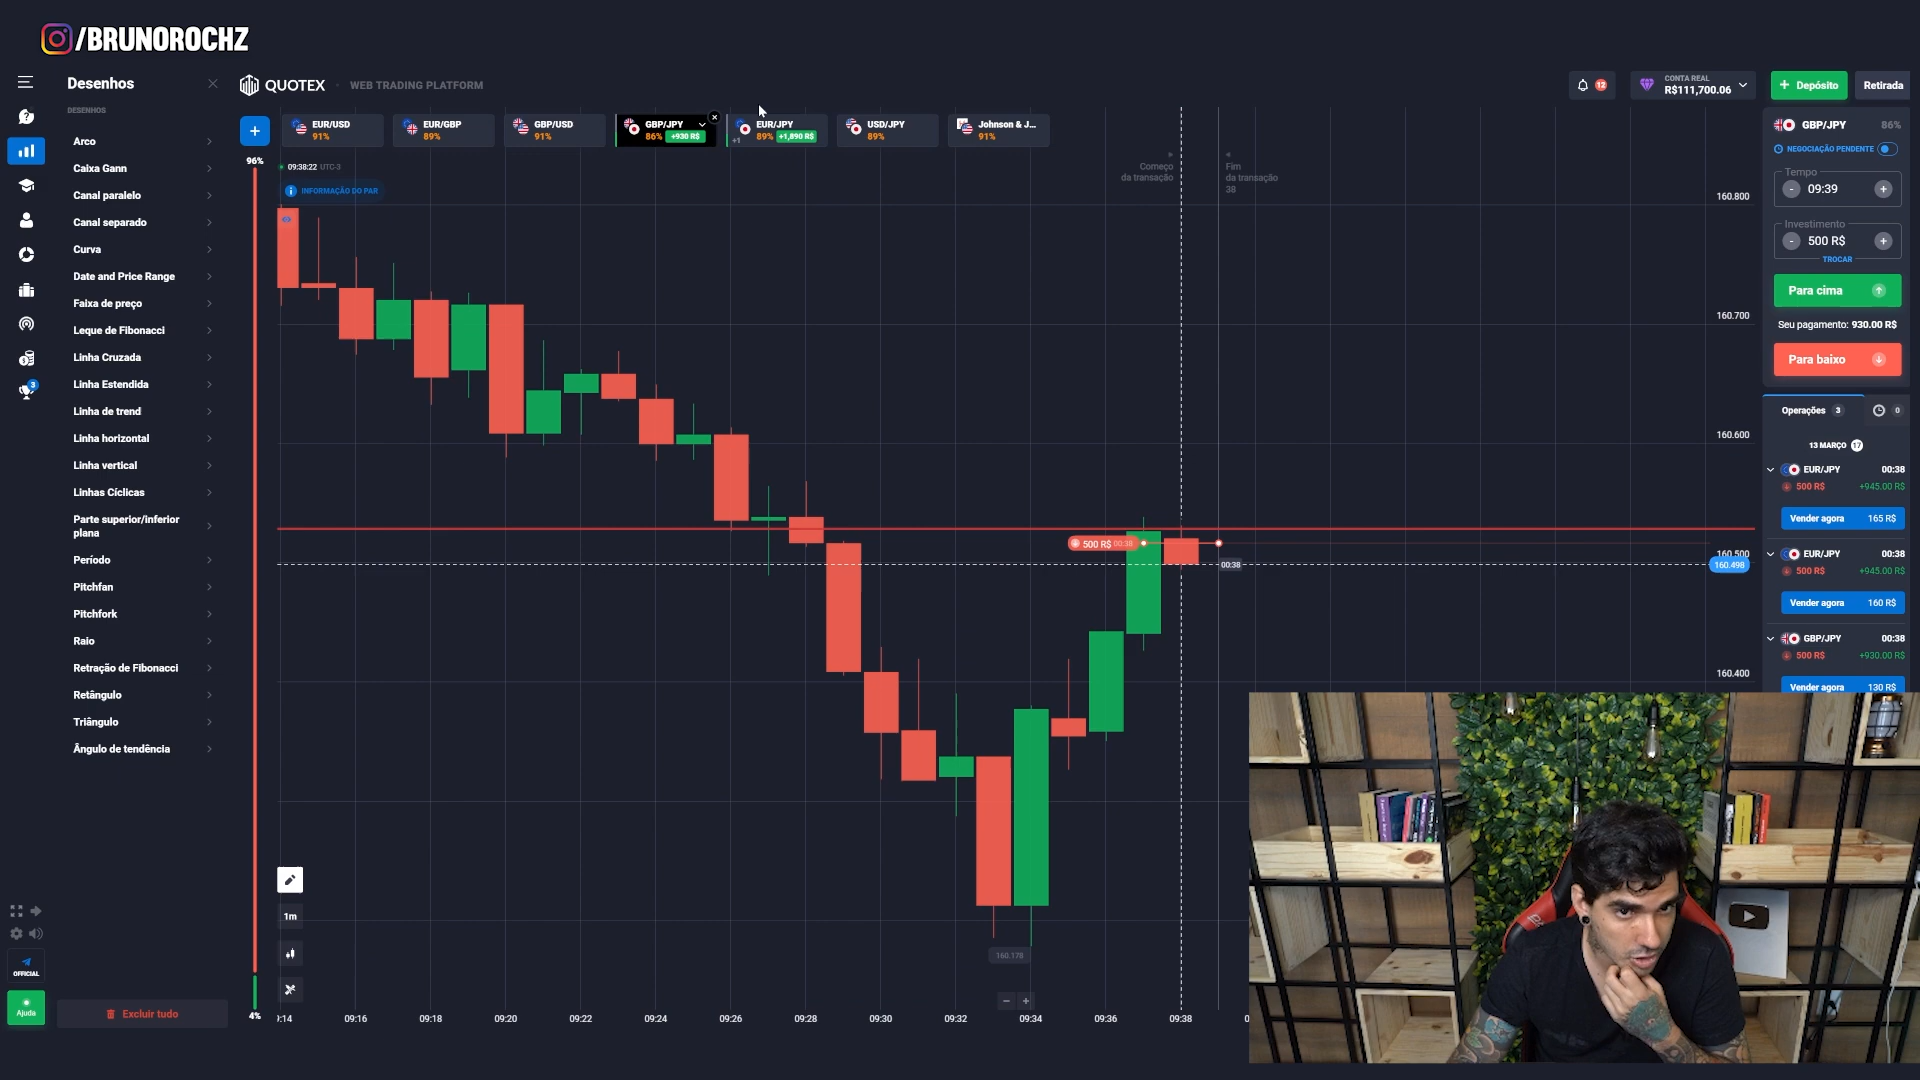 /BRUNOROCHZ
Desenhos
DESENHOS
Arco
Caixa Gann
Canal paralelo
Canal separado
Curva
Date and Price Range
Faixa de preço
Leque de Fibonacci
Linha Cruzada
Linha Estendida
Linha de trend
Linha horizontal
Linha vertical
Linhas Cíclicas
Parte superior/inferior
plana
Período
Pitchfan
Pitchfork
Raio
Retração de Fibonacci
Retângulo
Triângulo
Ângulo de tendência
Excluir tudo
3
OFFICIAL
Ajuda
QUOTEX
WEB TRADING PLATFORM
12
CONTA REAL
R$111,700.06
+ Depósito
Retirada
+
EUR/USD
91%
EUR/GBP
89%
GBP/USD
91%
GBP/JPY
86% +930 R$
EUR/JPY
+1 89% +1,890 R$
USD/JPY
89%
Johnson & J...
91%
96%
4%
09:38:22 UTC-3
INFORMAÇÃO DO PAR
Começo
da transação
Fim
da transação
38
160.800
160.700
160.600
160.500
160.498
160.400
500 R$ 00:38
00:38
160.178
1m
− +
:14
09:16
09:18
09:20
09:22
09:24
09:26
09:28
09:30
09:32
09:34
09:36
09:38
0
GBP/JPY 86%
NEGOCIAÇÃO PENDENTE
Tempo
- 09:39 +
Investimento
- 500 R$ +
TROCAR
Para cima
Seu pagamento: 930.00 R$
Para baixo
Operações 3
0
13 MARÇO 17
EUR/JPY 00:38
500 R$ +945.00 R$
Vender agora 165 R$
EUR/JPY 00:38
500 R$ +945.00 R$
Vender agora 160 R$
GBP/JPY 00:38
500 R$ +930.00 R$
Vender agora 130 R$